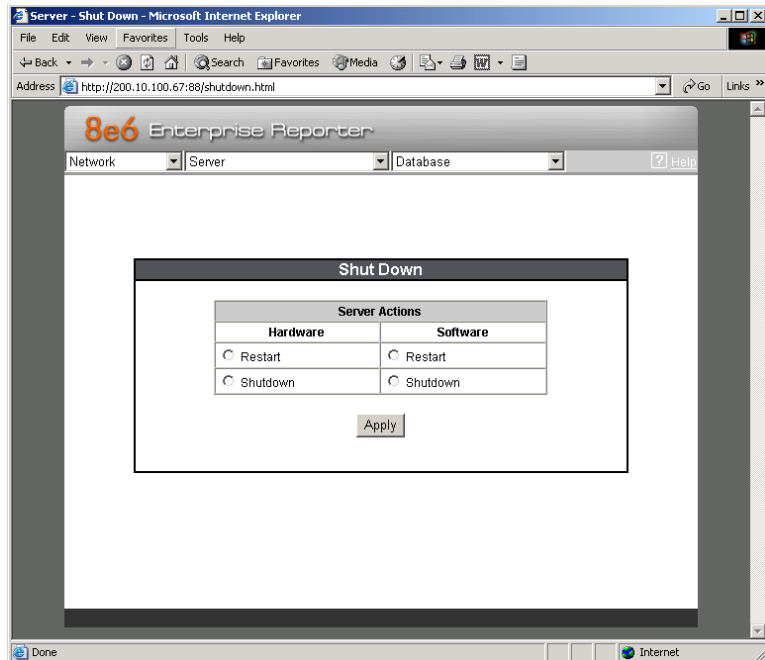 Server - Shut Down - Microsoft Internet Explorer
File Edit View Favorites Tools Help
Back Search Favorites Media
Address http://200.10.100.67:88/shutdown.html Go Links »
8e6 Enterprise Reporter
Network Server Database ? Help
Shut Down
Server Actions
Hardware Software
Restart Restart
Shutdown Shutdown
Apply
Done Internet